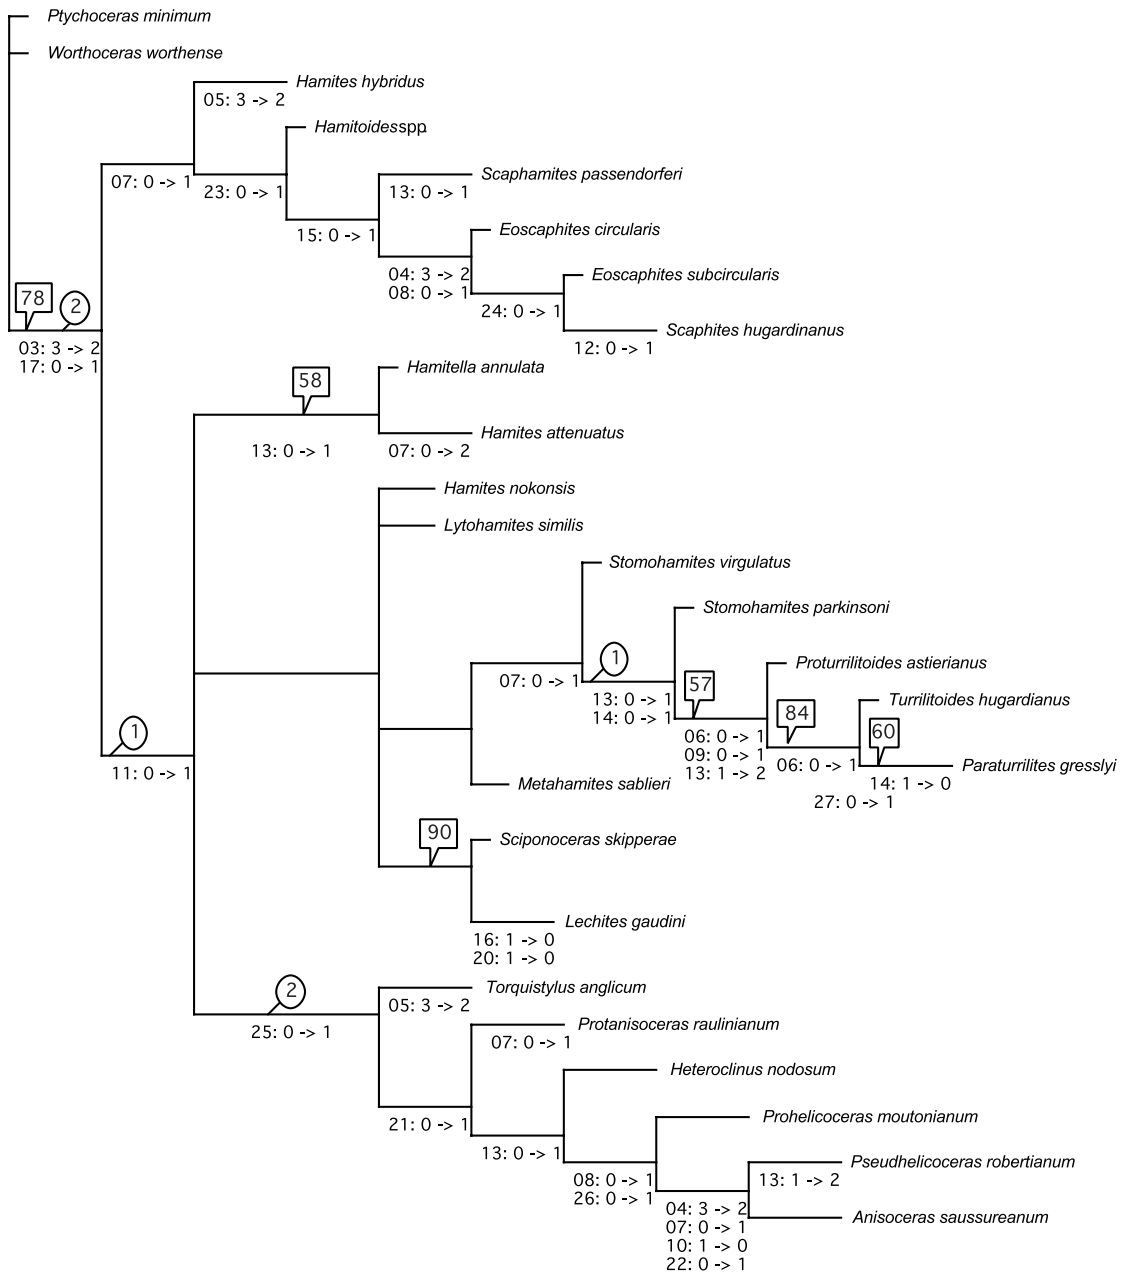 Ptychoceras minimum
Worthoceras worthense
Hamites hybridus
05: 3 -> 2
Hamitoidesspp.
07: 0 -> 1
23: 0 -> 1
Scaphamites passendorferi
13: 0 -> 1
15: 0 -> 1
Eoscaphites circularis
04: 3 -> 2
08: 0 -> 1
Eoscaphites subcircularis
24: 0 -> 1
Scaphites hugardinanus
12: 0 -> 1
78
2
03: 3 -> 2
17: 0 -> 1
Hamitella annulata
58
Hamites attenuatus
13: 0 -> 1
07: 0 -> 2
Hamites nokonsis
Lytohamites similis
Stomohamites virgulatus
Stomohamites parkinsoni
1
07: 0 -> 1
13: 0 -> 1
14: 0 -> 1
Proturrilitoides astierianus
57
06: 0 -> 1
09: 0 -> 1
13: 1 -> 2
Turrilitoides hugardianus
84
06: 0 -> 1
60
Paraturrilites gresslyi
14: 1 -> 0
27: 0 -> 1
1
11: 0 -> 1
Metahamites sablieri
90
Sciponoceras skipperae
Lechites gaudini
16: 1 -> 0
20: 1 -> 0
2
25: 0 -> 1
Torquistylus anglicum
05: 3 -> 2
Protanisoceras raulinianum
07: 0 -> 1
Heteroclinus nodosum
21: 0 -> 1
13: 0 -> 1
Prohelicoceras moutonianum
08: 0 -> 1
26: 0 -> 1
Pseudhelicoceras robertianum
13: 1 -> 2
04: 3 -> 2
07: 0 -> 1
10: 1 -> 0
22: 0 -> 1
Anisoceras saussureanum